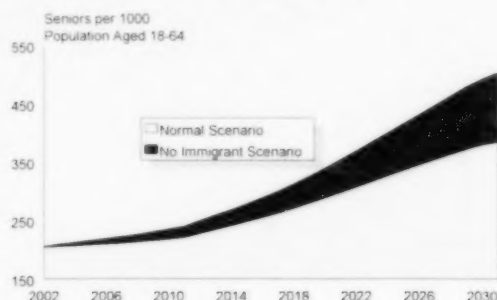 Seniors per 1000
Population Aged 18-64
550
450
350
250
150
Normal Scenario
No Immigrant Scenario
2002 2006 2010 2014 2018 2022 2026 2030